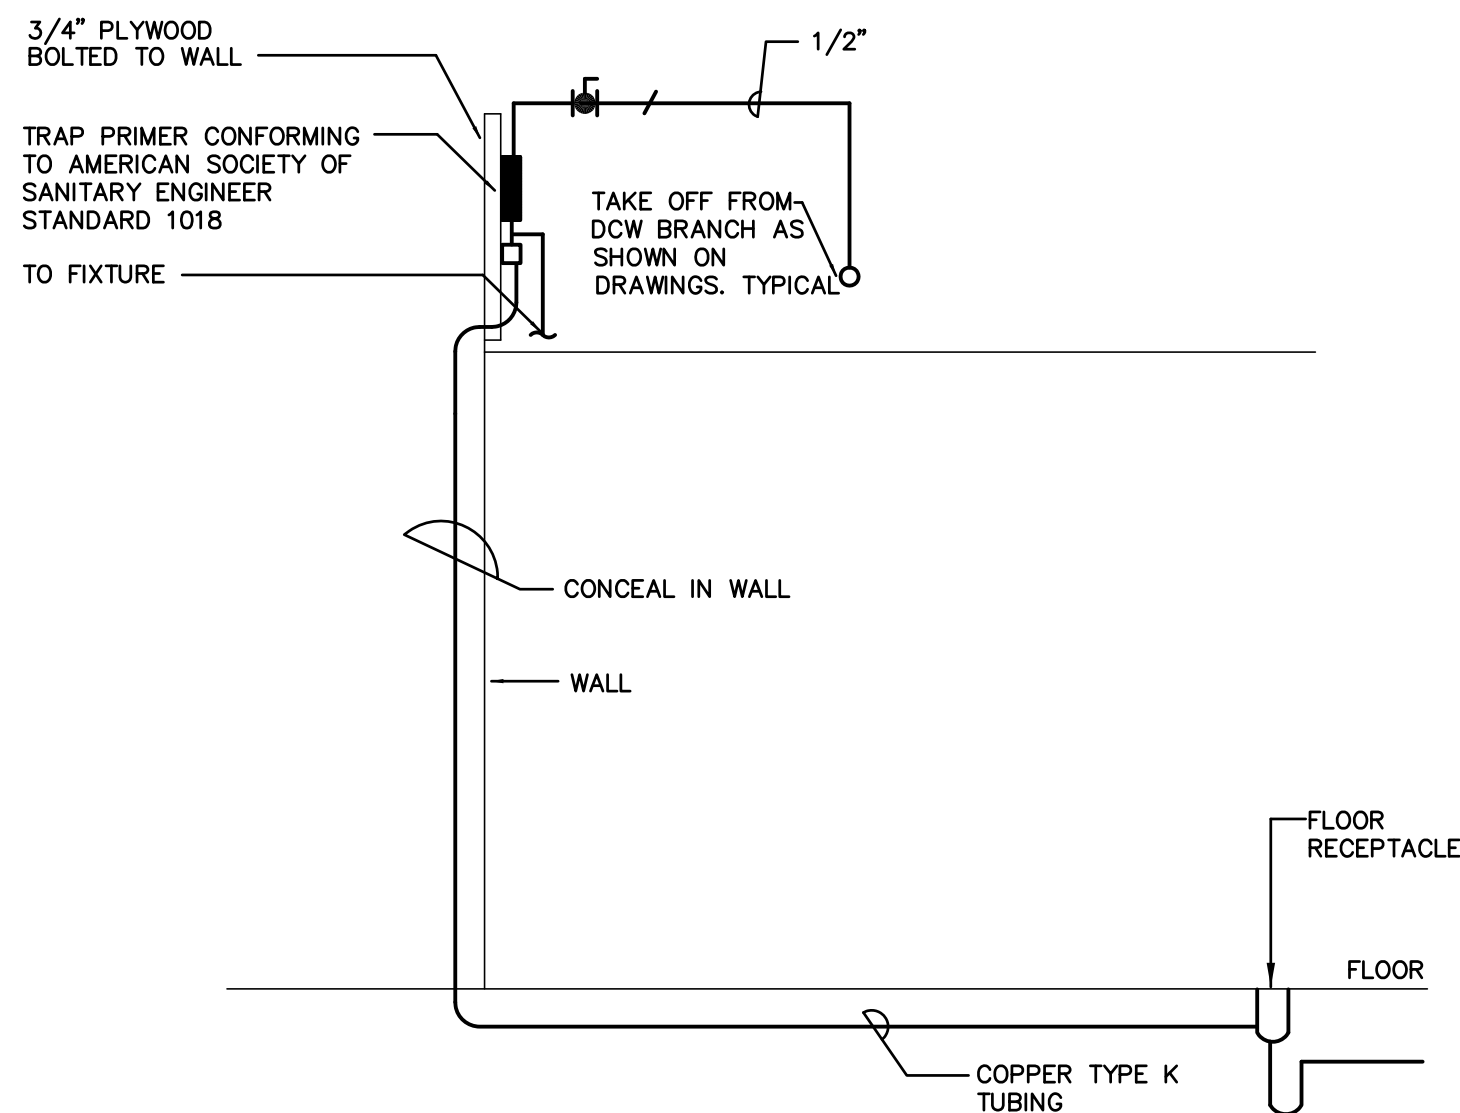 3/4" PLYWOOD
BOLTED TO WALL
1/2"
TRAP PRIMER CONFORMING
TO AMERICAN SOCIETY OF
SANITARY ENGINEER
STANDARD 1018
TAKE OFF FROM
DCW BRANCH AS
SHOWN ON
DRAWINGS. TYPICAL
TO FIXTURE
CONCEAL IN WALL
WALL
FLOOR
RECEPTACLE
FLOOR
COPPER TYPE K
TUBING